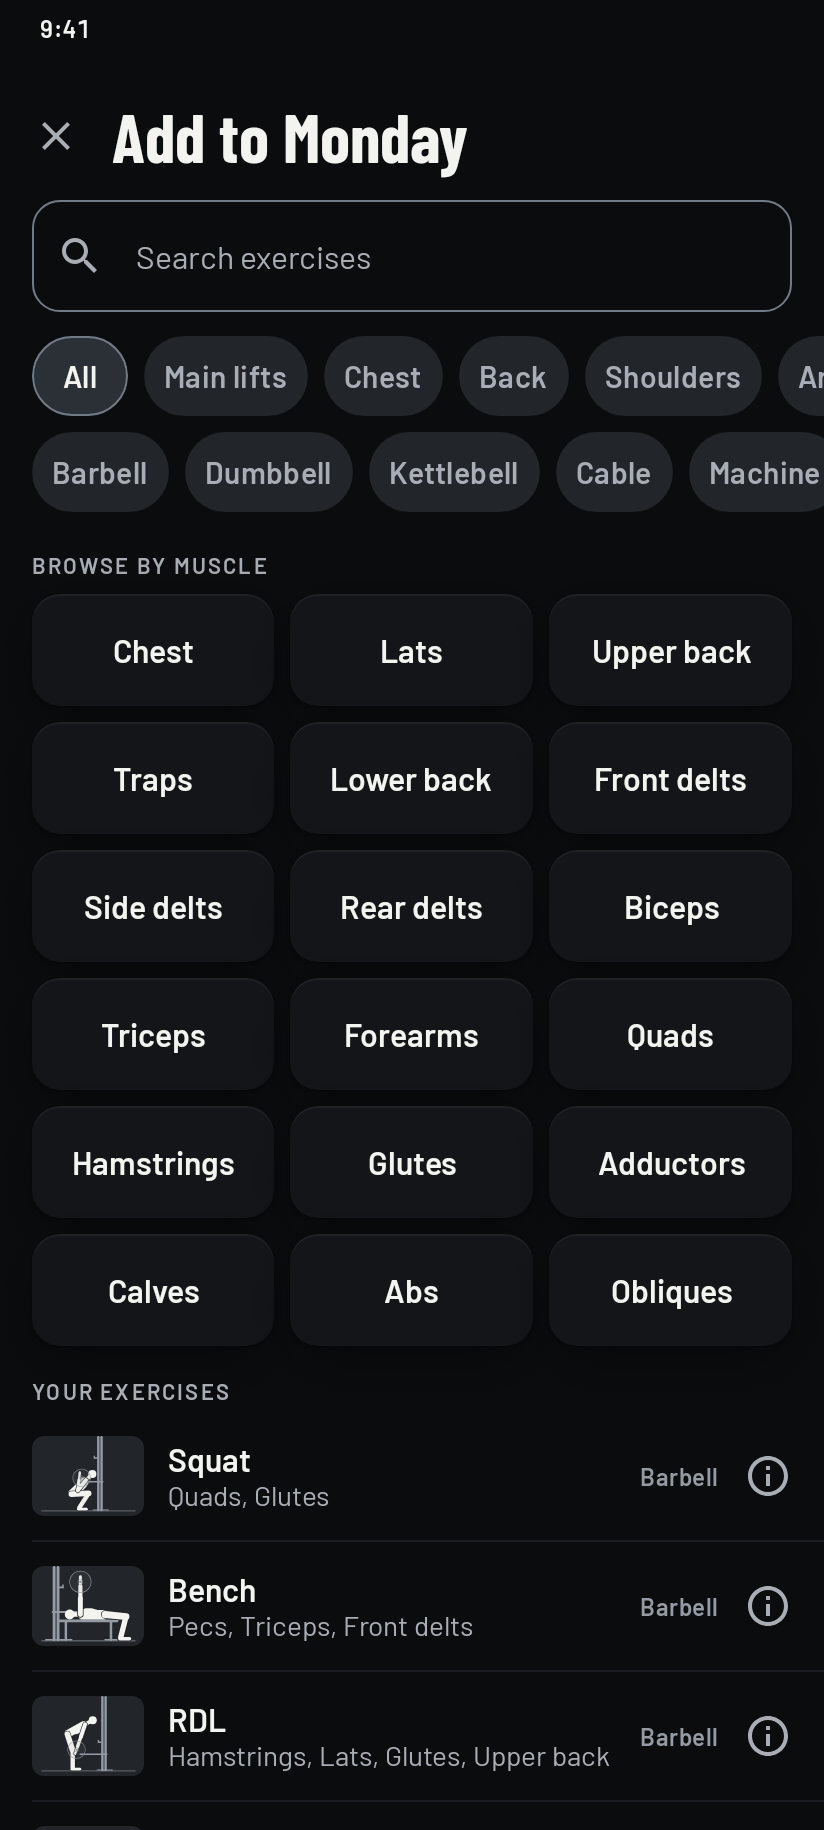 9:41
Add to Monday
Search exercises
All Main lifts Chest Back Shoulders
Barbell Dumbbell Kettlebell Cable Machine
BROWSE BY MUSCLE
Chest Lats Upper back
Traps Lower back Front delts
Side delts Rear delts Biceps
Triceps Forearms Quads
Hamstrings Glutes Adductors
Calves Abs Obliques
YOUR EXERCISES
Squat
Quads, Glutes
Barbell
Bench
Pecs, Triceps, Front delts
Barbell
RDL
Hamstrings, Lats, Glutes, Upper back
Barbell